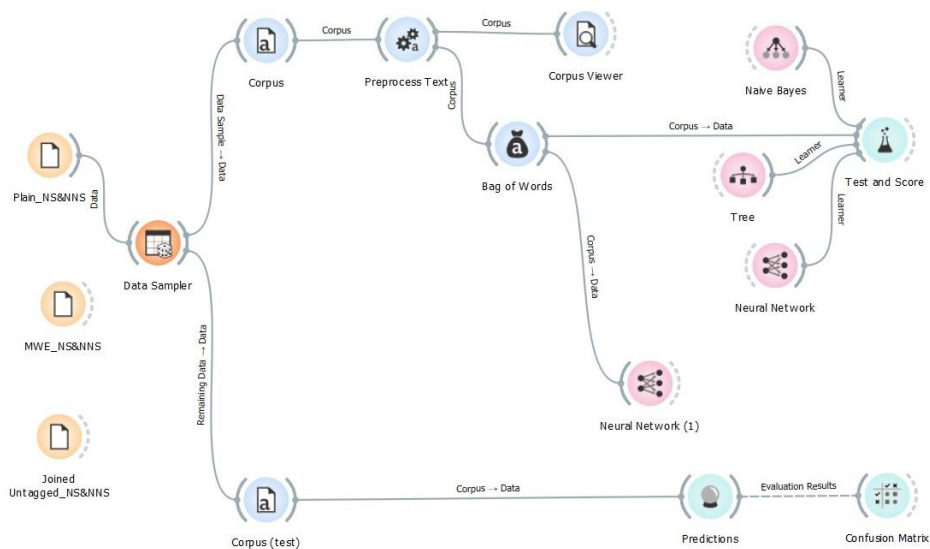 Corpus
Corpus
Corpus
Preprocess Text
Corpus Viewer
Naive Bayes
Corpus
Learner
Data Sample → Data
Corpus → Data
Learner
Bag of Words
Tree
Test and Score
Learner
Plain_NS&NNS
Data
Data Sampler
Corpus → Data
Neural Network
MWE_NS&NNS
Remaining Data → Data
Neural Network (1)
Joined
Untagged_NS&NNS
Corpus → Data
Evaluation Results
Corpus (test)
Predictions
Confusion Matrix
a
a
a
a
a